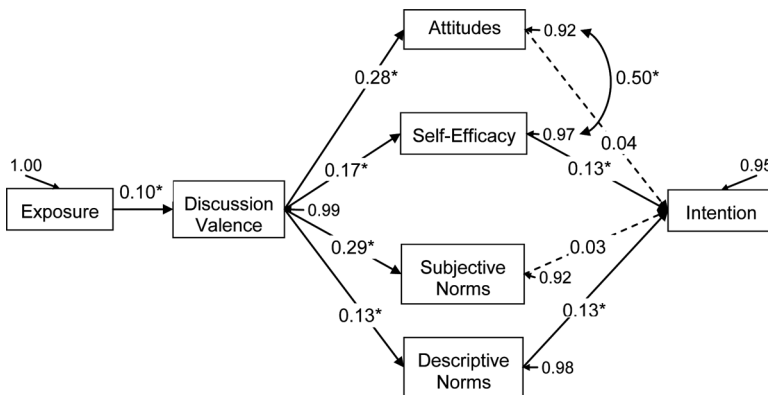 Attitudes
0.92
0.28*
0.50*
Self-Efficacy
0.97
0.04
1.00
0.17*
0.13*
0.95
0.10*
Exposure
Discussion
Valence
0.99
Intention
0.29*
0.03
Subjective
Norms
0.92
0.13*
0.13*
Descriptive
Norms
0.98